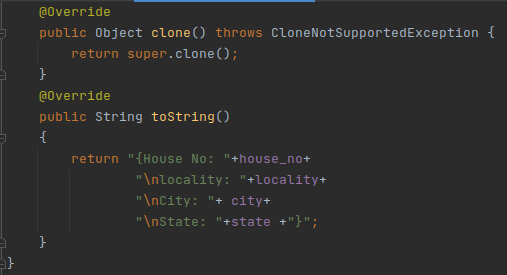 @Override
public Object clone() throws CloneNotSupportedException {
return super.clone();
}
@Override
public String toString()
{
return "{House No: "+house_no+
"\nlocality: "+locality+
"\nCity: "+ city+
"\nState: "+state +"}";
}
}